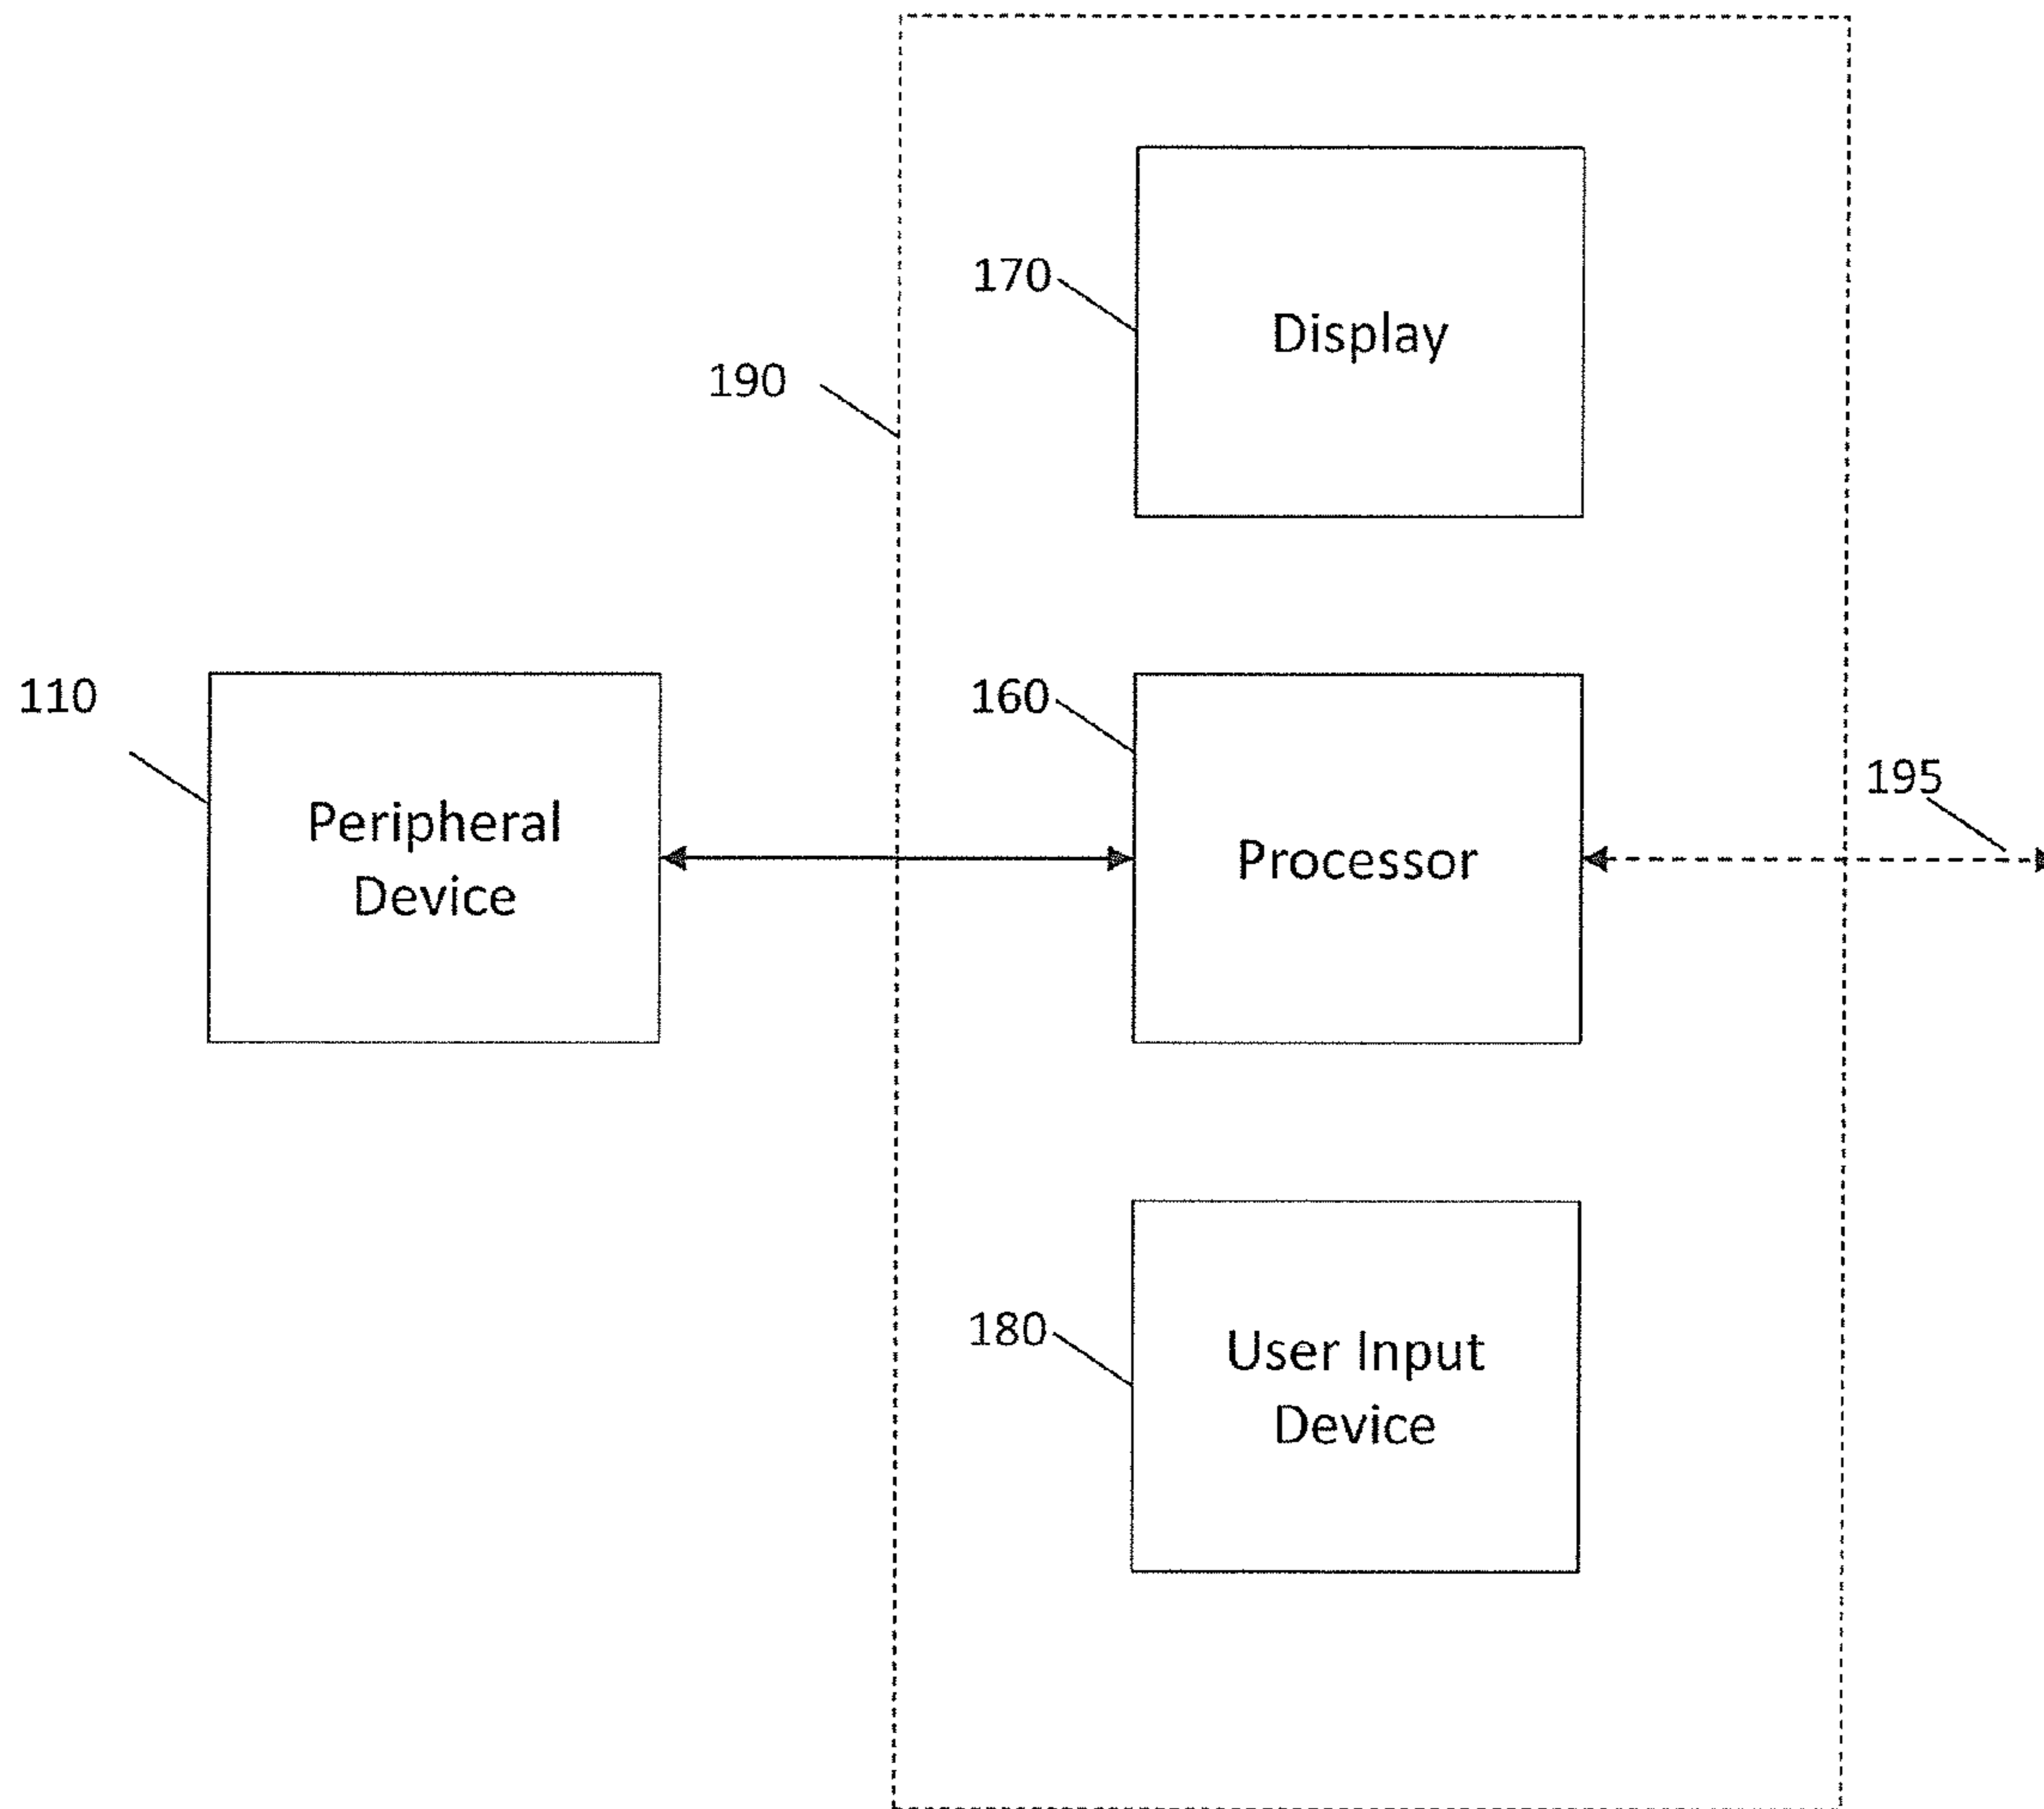 170
Display
190
110
160
195
Peripheral
Device
Processor
180
User Input
Device